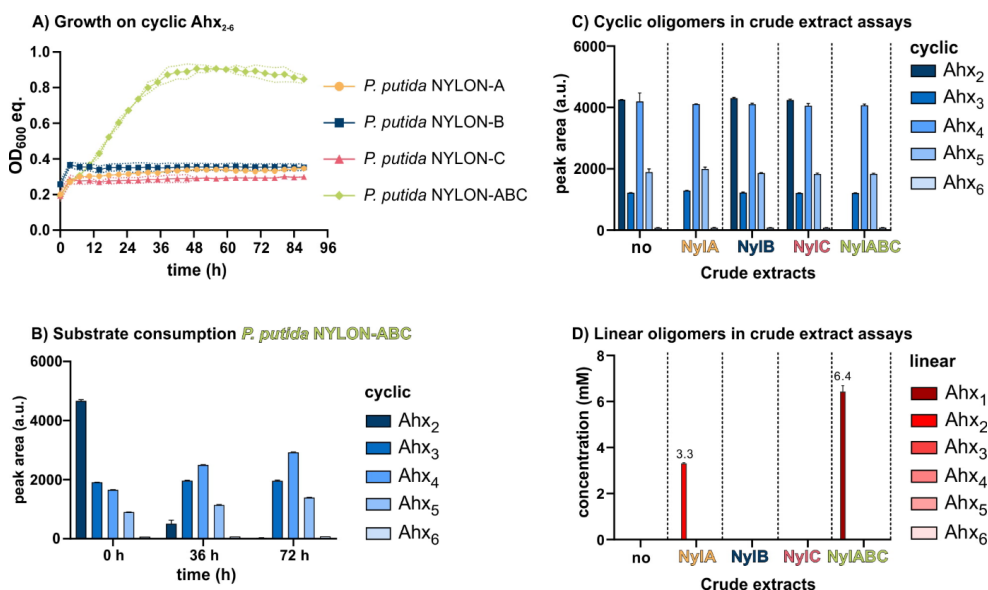 A) Growth on cyclic Ahx₂₋₆
OD₆₀₀ eq.
1.0
0.8
0.6
0.4
0.2
0.0
0 12 24 36 48 60 72 84 96
time (h)
P. putida NYLON-A
P. putida NYLON-B
P. putida NYLON-C
P. putida NYLON-ABC
B) Substrate consumption P. putida NYLON-ABC
peak area (a.u.)
6000
4000
2000
0
0 h 36 h 72 h
time (h)
cyclic
Ahx₂
Ahx₃
Ahx₄
Ahx₅
Ahx₆
C) Cyclic oligomers in crude extract assays
peak area (a.u.)
6000
4000
2000
0
no NylA NylB NylC NylABC
Crude extracts
cyclic
Ahx₂
Ahx₃
Ahx₄
Ahx₅
Ahx₆
D) Linear oligomers in crude extract assays
concentration (mM)
8
6
4
2
0
3.3
6.4
no NylA NylB NylC NylABC
Crude extracts
linear
Ahx₁
Ahx₂
Ahx₃
Ahx₄
Ahx₅
Ahx₆